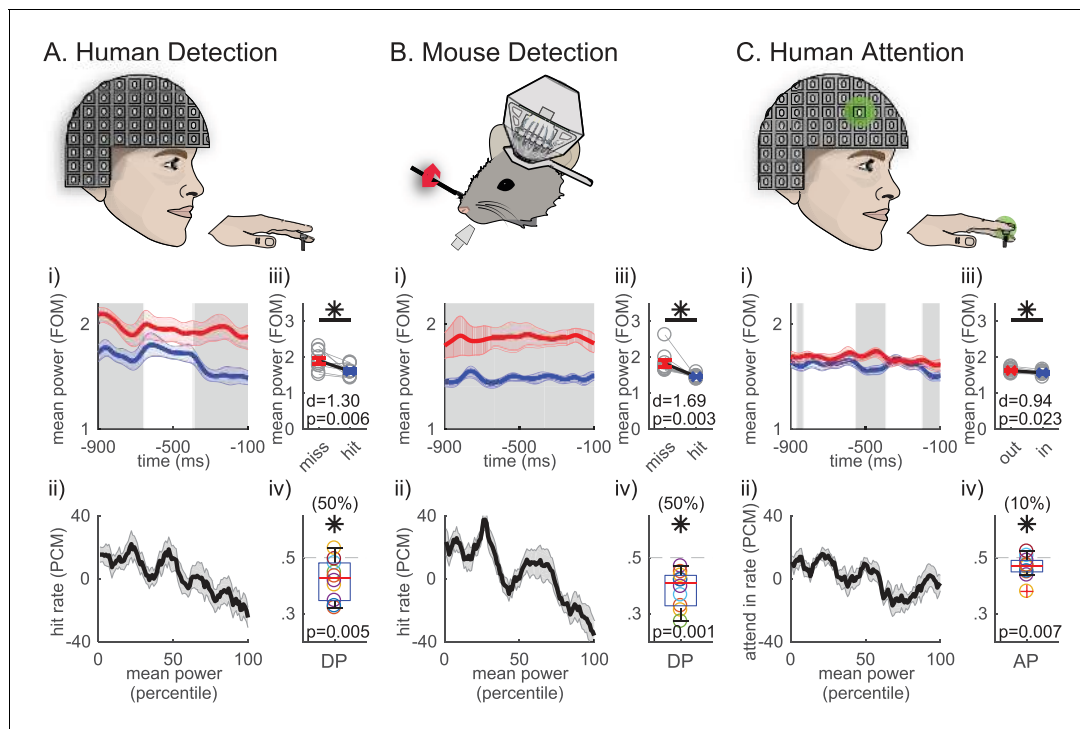 A. Human Detection
B. Mouse Detection
C. Human Attention
i)
mean power (FOM)
2
1
-900
-500
-100
time (ms)
iii)
mean power (FOM)
3
2
1
0
*
d=1.30
p=0.006
miss
hit
i)
mean power (FOM)
2
1
-900
-500
-100
time (ms)
iii)
mean power (FOM)
3
2
1
0
*
d=1.69
p=0.003
miss
hit
i)
mean power (FOM)
2
1
-900
-500
-100
time (ms)
iii)
mean power (FOM)
3
2
1
0
*
d=0.94
p=0.023
out
in
ii)
hit rate (PCM)
40
0
-40
0
50
100
mean power
(percentile)
iv)
(50%)
*
.5
.3
p=0.005
DP
ii)
hit rate (PCM)
40
0
-40
0
50
100
mean power
(percentile)
iv)
(50%)
*
.5
.3
p=0.001
DP
ii)
attend in rate (PCM)
40
0
-40
0
50
100
mean power
(percentile)
iv)
(10%)
*
.5
.3
p=0.007
AP